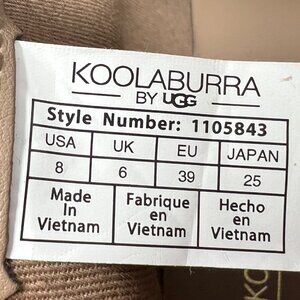 KOOLABURRA
BY UGG
Style Number: 1105843
USA UK EU JAPAN
8 6 39 25
Made Fabrique Hecho
In en en
Vietnam Vietnam Vietnam